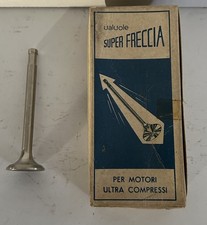 valvole
SUPER FRECCIA
PER MOTORI
ULTRA COMPRESSI